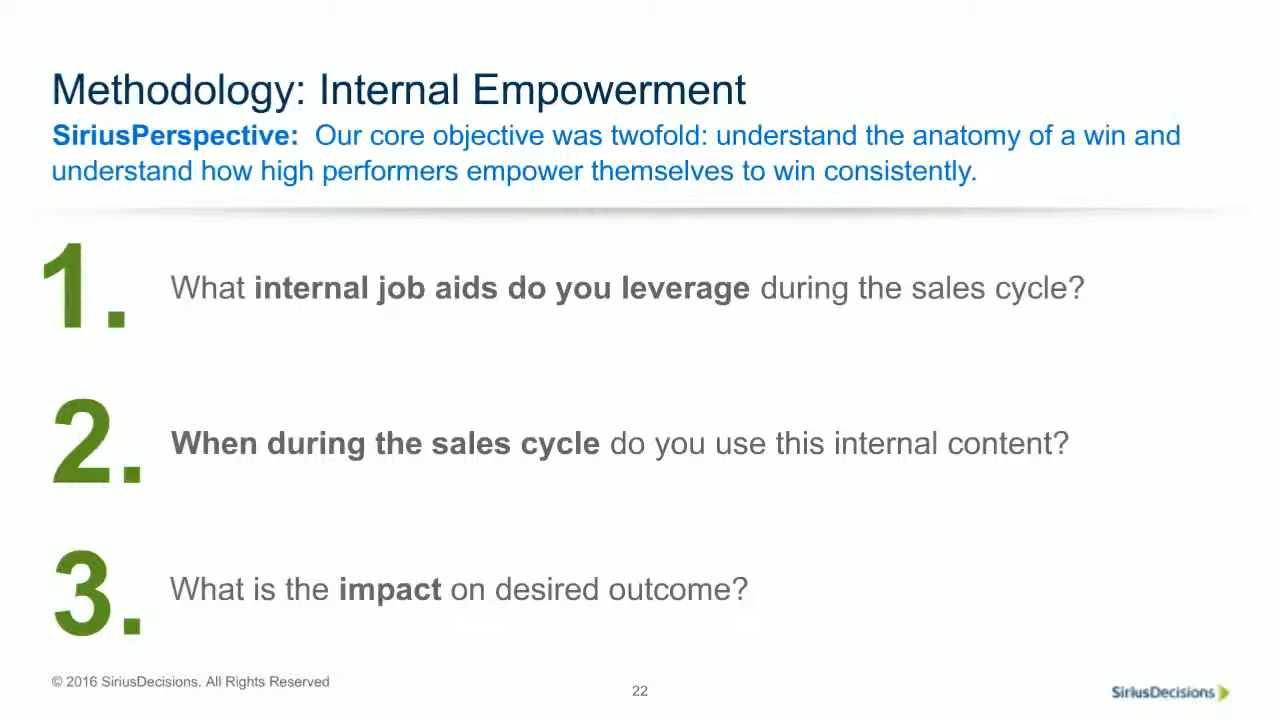 Methodology: Internal Empowerment
SiriusPerspective: Our core objective was twofold: understand the anatomy of a win and
understand how high performers empower themselves to win consistently.
1. What internal job aids do you leverage during the sales cycle?
2. When during the sales cycle do you use this internal content?
3. What is the impact on desired outcome?
© 2016 SiriusDecisions. All Rights Reserved
22
SiriusDecisions